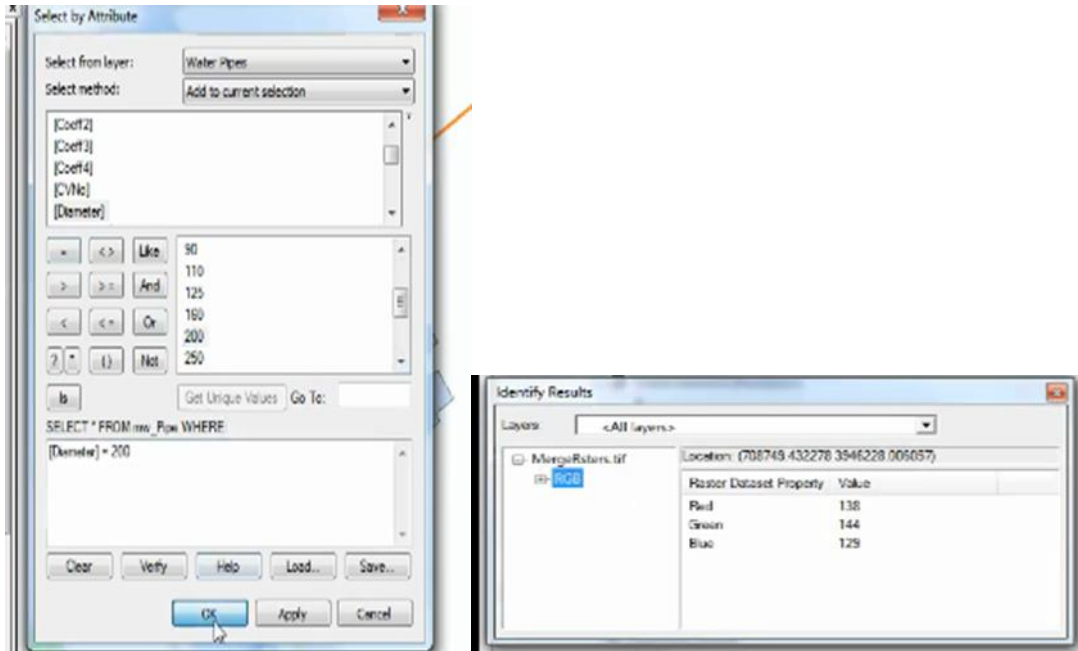 Select by Attribute
Select from layer: Water Pipes
Select method: Add to current selection
[Coeff2]
[Coeff3]
[Coeff4]
[CVNo]
[Diameter]
= <> Like
> >= And
< <= Or
? * () Not
Is
90
110
125
160
200
250
Get Unique Values Go To:
SELECT * FROM mw_Pipe WHERE:
[Diameter] = 200
Clear Verify Help Load... Save...
OK Apply Cancel
Identify Results
Layers: <All layers>
MergeRsters.tif
RGB
Location: (708749.432278 3946228.006057)
Raster Dataset Property Value
Red 138
Green 144
Blue 129